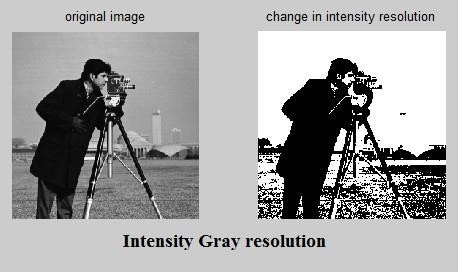 original image
change in intensity resolution
Intensity Gray resolution